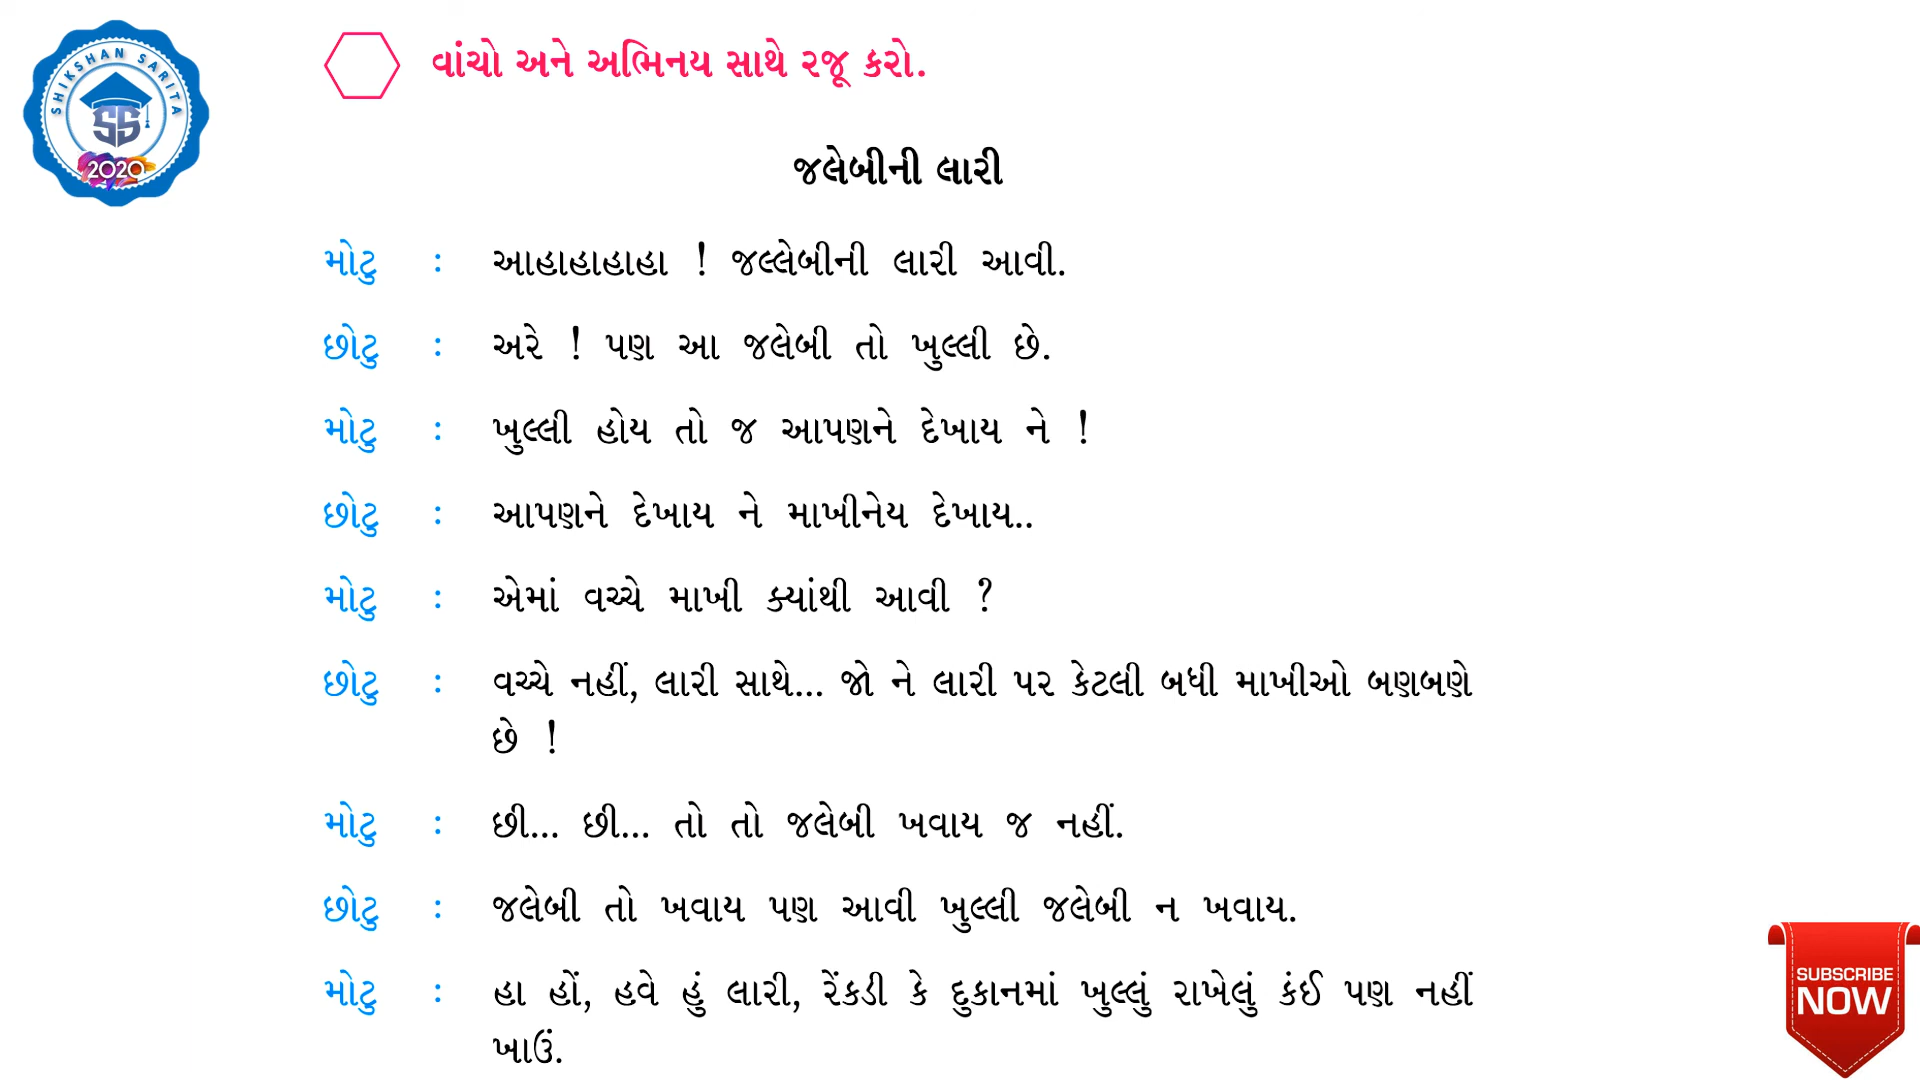 SHIKSHAN SARITA
SS
2020
વાંચો અને અભિનય સાથે રજૂ કરો.
જલેબીની લારી
મોટુ : આહાહાહાહા ! જલ્લેબીની લારી આવી.
છોટુ : અરે ! પણ આ જલેબી તો ખુલ્લી છે.
મોટુ : ખુલ્લી હોય તો જ આપણને દેખાય ને !
છોટુ : આપણને દેખાય ને માખીનેય દેખાય..
મોટુ : એમાં વચ્ચે માખી ક્યાંથી આવી ?
છોટુ : વચ્ચે નહીં, લારી સાથે... જો ને લારી પર કેટલી બધી માખીઓ બણબણે
છે !
મોટુ : છી... છી... તો તો જલેબી ખવાય જ નહીં.
છોટુ : જલેબી તો ખવાય પણ આવી ખુલ્લી જલેબી ન ખવાય.
મોટુ : હા હોં, હવે હું લારી, રેંકડી કે દુકાનમાં ખુલ્લું રાખેલું કંઈ પણ નહીં
ખાઉં.
SUBSCRIBE
NOW